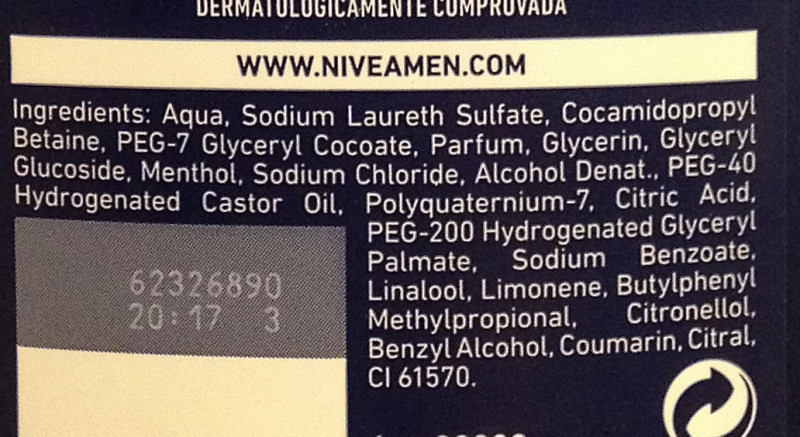 DERMATOLOGICAMENTE COMPROVADA
WWW.NIVEAMEN.COM
Ingredients: Aqua, Sodium Laureth Sulfate, Cocamidopropyl
Betaine, PEG-7 Glyceryl Cocoate, Parfum, Glycerin, Glyceryl
Glucoside, Menthol, Sodium Chloride, Alcohol Denat., PEG-40
Hydrogenated Castor Oil, Polyquaternium-7, Citric Acid,
PEG-200 Hydrogenated Glyceryl
Palmate, Sodium Benzoate,
Linalool, Limonene, Butylphenyl
Methylpropional, Citronellol,
Benzyl Alcohol, Coumarin, Citral,
CI 61570.
62326890
20:17 3